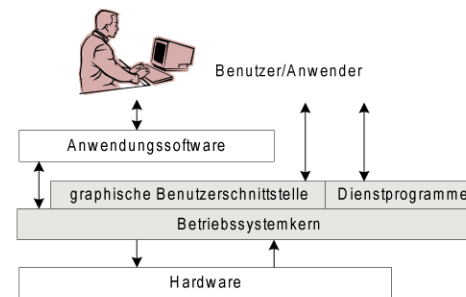 Benutzer/Anwender
Anwendungssoftware
graphische Benutzerschnittstelle Dienstprogramme
Betriebssystemkern
Hardware